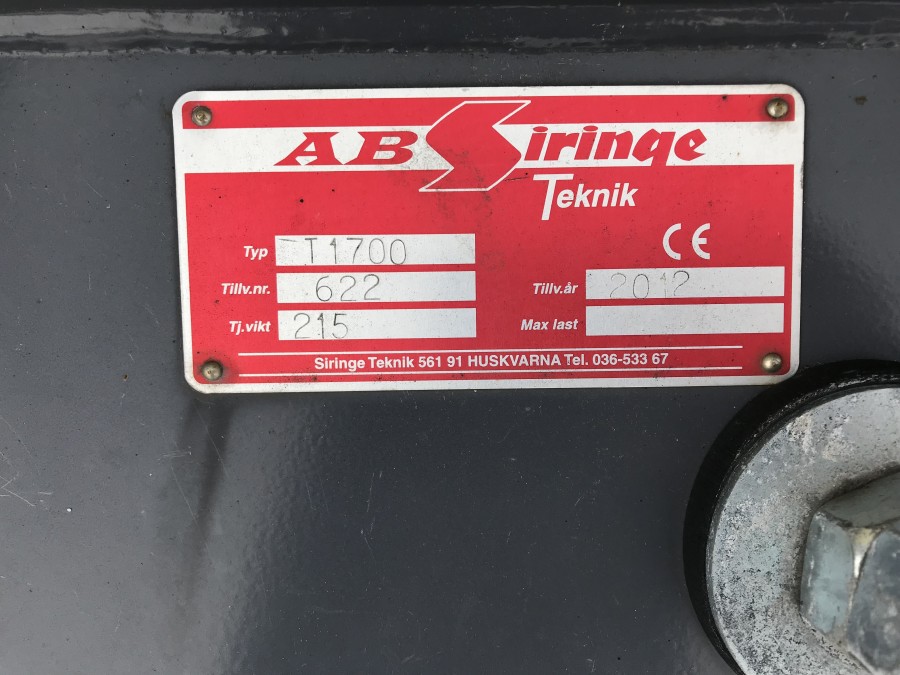 AB Siringe
Teknik
CE
Typ T1700
Tillv.nr. 622 Tillv.år 2012
Tj.vikt 215 Max last
Siringe Teknik 561 91 HUSKVARNA Tel. 036-533 67